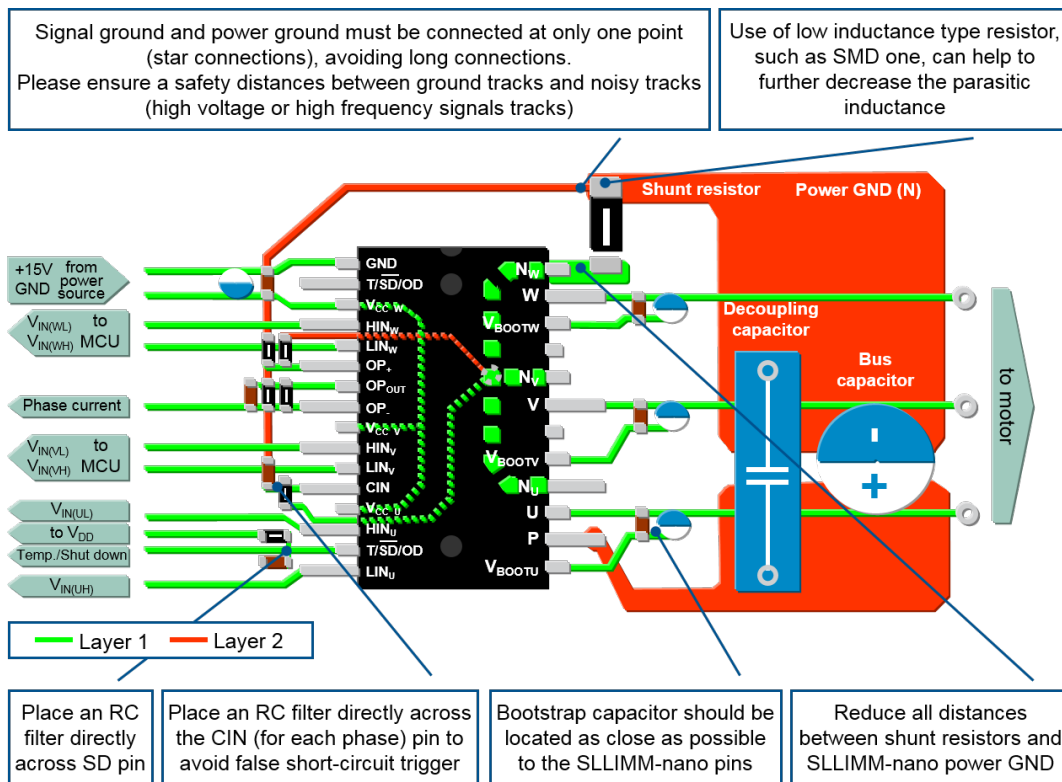 Signal ground and power ground must be connected at only one point
(star connections), avoiding long connections.
Please ensure a safety distances between ground tracks and noisy tracks
(high voltage or high frequency signals tracks)
Use of low inductance type resistor,
such as SMD one, can help to
further decrease the parasitic
inductance
Shunt resistor
Power GND (N)
+15V from
GND power
source
VIN(WL) to
VIN(WH) MCU
Phase current
VIN(VL) to
VIN(VH) MCU
VIN(UL)
to VDD
Temp./Shut down
VIN(UH)
GND
T/SD/OD
VCC W
HINW
LINW
OP+
OPOUT
OP-
VCC V
HINV
LINV
CIN
VCC U
HINU
T/SD/OD
LINU
NW
W
VBOOTW
NV
V
VBOOTV
NU
U
P
VBOOTU
Decoupling
capacitor
Bus
capacitor
-
+
to motor
Layer 1
Layer 2
Place an RC
filter directly
across SD pin
Place an RC filter directly across
the CIN (for each phase) pin to
avoid false short-circuit trigger
Bootstrap capacitor should be
located as close as possible
to the SLLIMM-nano pins
Reduce all distances
between shunt resistors and
SLLIMM-nano power GND